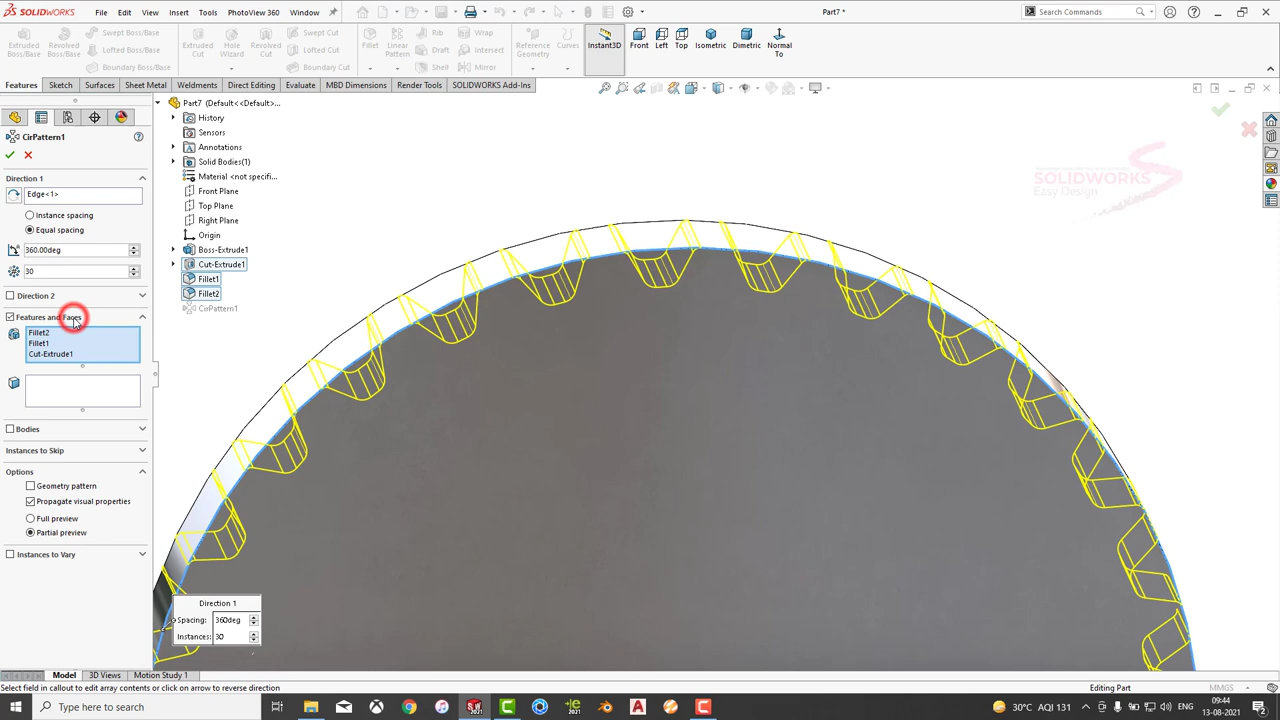 SOLIDWORKS File Edit View Insert Tools PhotoView 360 Window Part7 * Search Commands
Extruded Boss/Base Revolved Boss/Base Swept Boss/Base Lofted Boss/Base Boundary Boss/Base Extruded Cut Hole Wizard Revolved Cut Swept Cut Lofted Cut Boundary Cut Fillet Linear Pattern Rib Draft Shell Wrap Intersect Mirror Reference Geometry Curves Instant3D Front Left Top Isometric Dimetric Normal To
Features Sketch Surfaces Sheet Metal Weldments Direct Editing Evaluate MBD Dimensions Render Tools SOLIDWORKS Add-Ins
Part7 (Default<<Default>...
History
Sensors
Annotations
Solid Bodies(1)
Material <not specifi...
Front Plane
Top Plane
Right Plane
Origin
Boss-Extrude1
Cut-Extrude1
Fillet1
Fillet2
CirPattern1
CirPattern1
Direction 1
Edge<1>
Instance spacing
Equal spacing
360.00deg
30
Direction 2
Features and Faces
Fillet2
Fillet1
Cut-Extrude1
Bodies
Instances to Skip
Options
Geometry pattern
Propagate visual properties
Full preview
Partial preview
Instances to Vary
SOLIDWORKS
Easy Design
Direction 1
Spacing: 360deg
Instances: 30
Model 3D Views Motion Study 1
Select field in callout to edit array contents or click on arrow to reverse direction Editing Part MMGS
Type here to search 30°C AQI 131 ENG 09:44
13-08-2021